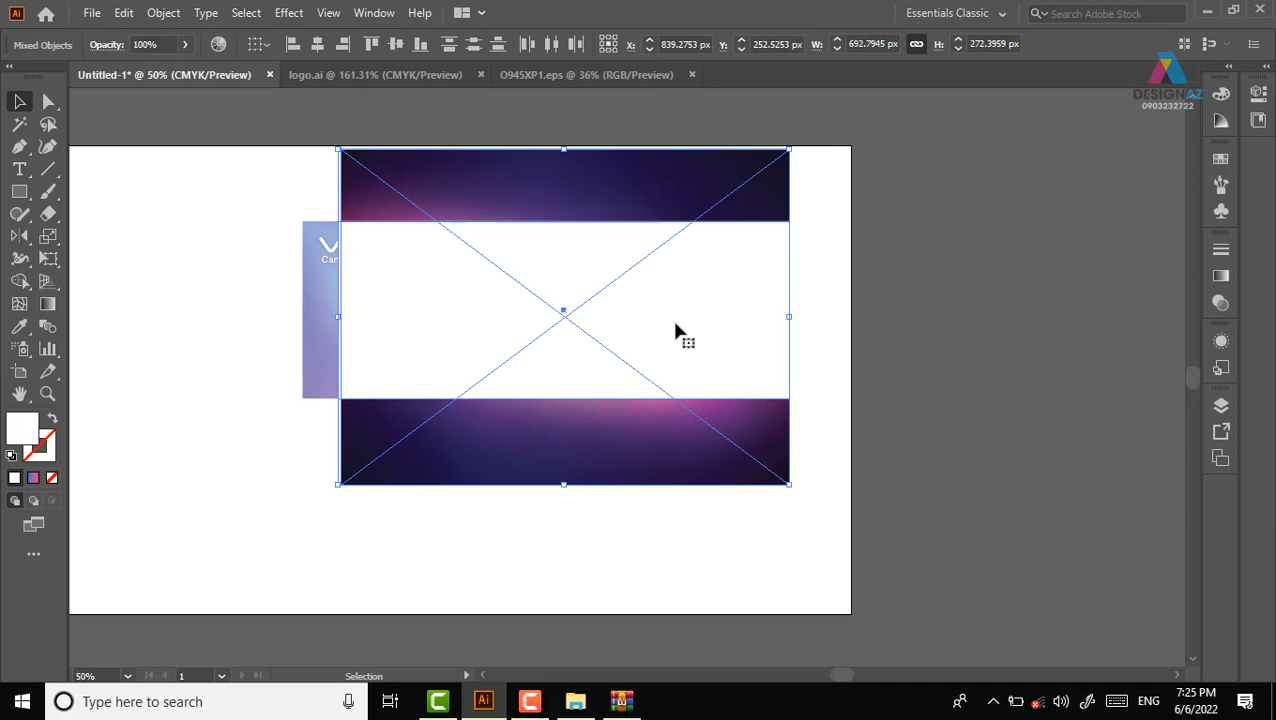 File Edit Object Type Select Effect View Window Help
Essentials Classic
Search Adobe Stock
Mixed Objects
Opacity: 100%
X: 839.2753 px
Y: 252.5253 px
W: 692.7945 px
H: 272.3959 px
Untitled-1* @ 50% (CMYK/Preview)
logo.ai @ 161.31% (CMYK/Preview)
O945XP1.eps @ 36% (RGB/Preview)
DESIGNAZ
0903232722
Can
50%
1
Selection
Type here to search
ENG
7:25 PM
6/6/2022